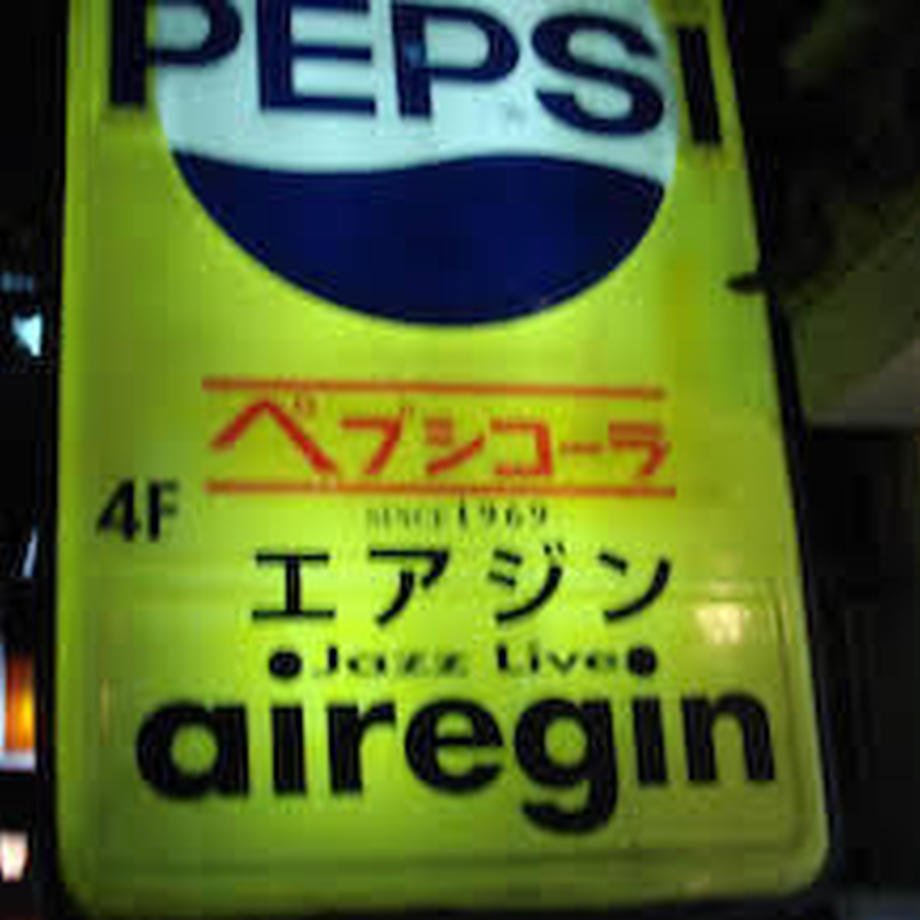 PEPSI
ペプシコーラ
4F
SINCE 1969
エアジン
●Jazz Live●
airegin